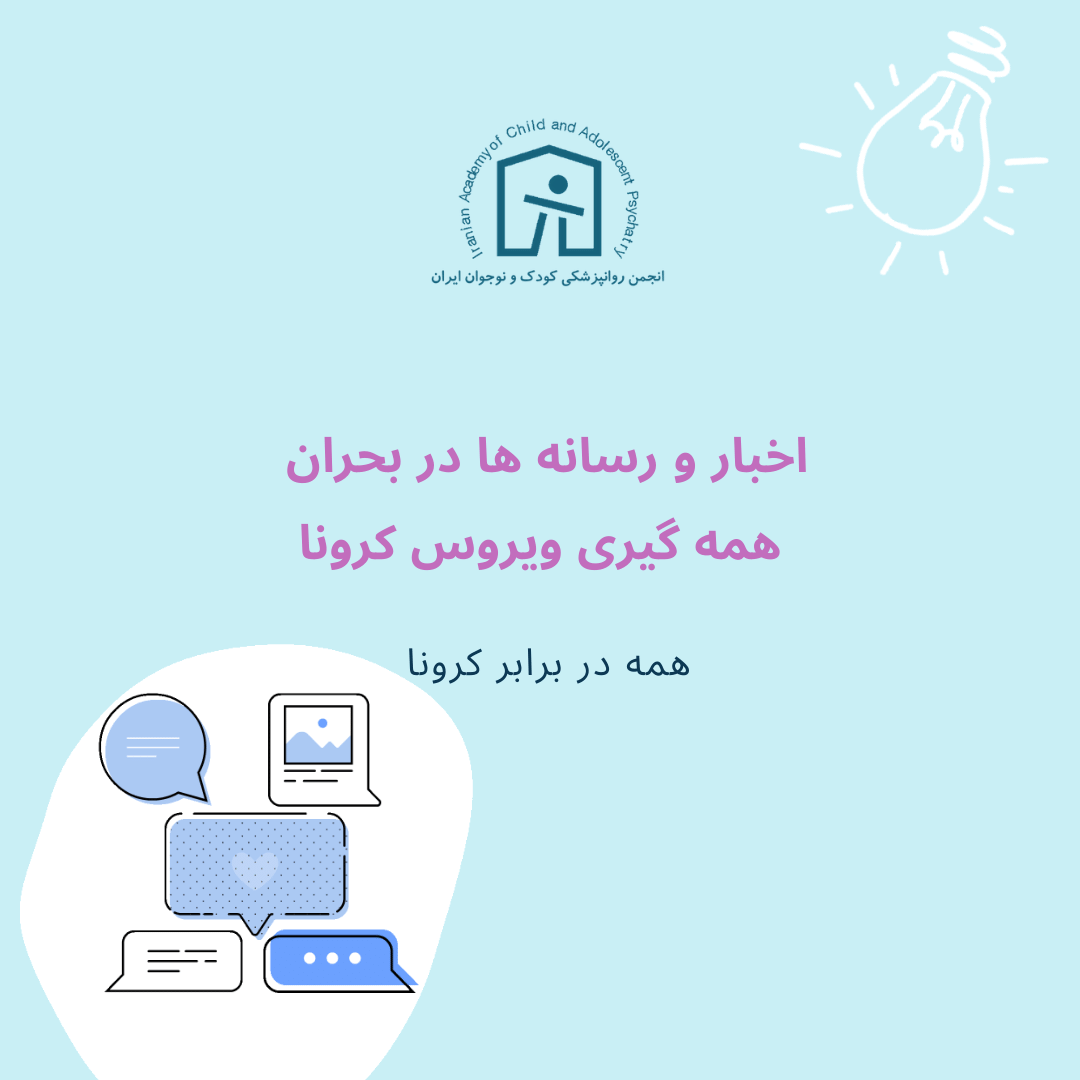 Iranian Academy of Child and Adolescent Psychatry
انجمن روانپزشکی کودک و نوجوان ایران
اخبار و رسانه ها در بحران
همه گیری ویروس کرونا
همه در برابر کرونا